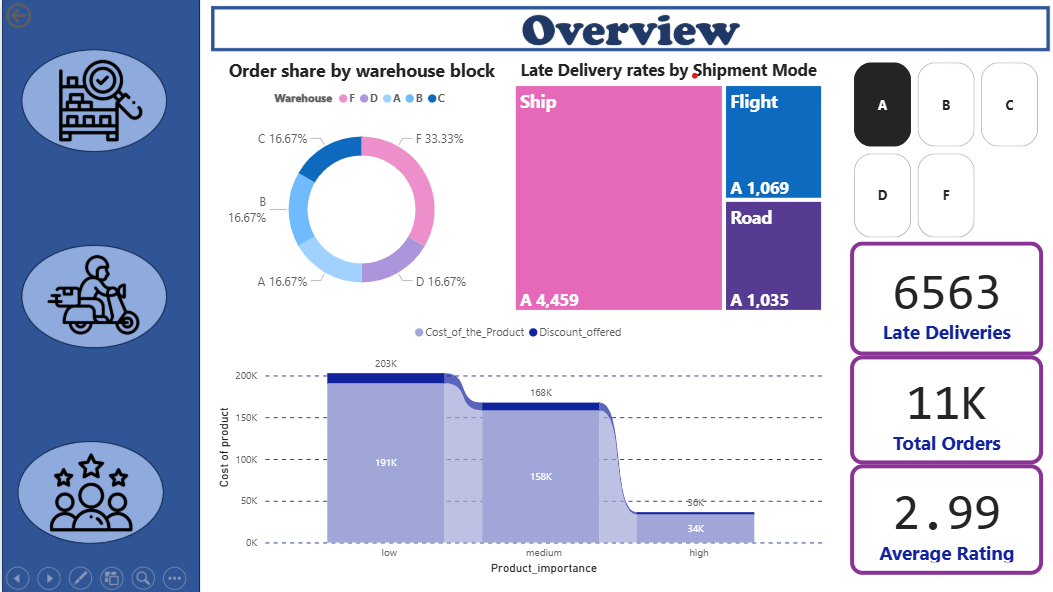 Overview
Order share by warehouse block
Warehouse F D A B C
C 16.67%
F 33.33%
B
16.67%
A 16.67%
D 16.67%
Late Delivery rates by Shipment Mode
Ship
A 4,459
Flight
A 1,069
Road
A 1,035
A
B
C
D
F
6563
Late Deliveries
11K
Total Orders
2.99
Average Rating
Cost_of_the_Product Discount_offered
Cost of product
200K
150K
100K
50K
0K
203K
191K
168K
158K
36K
34K
low
medium
high
Product_importance